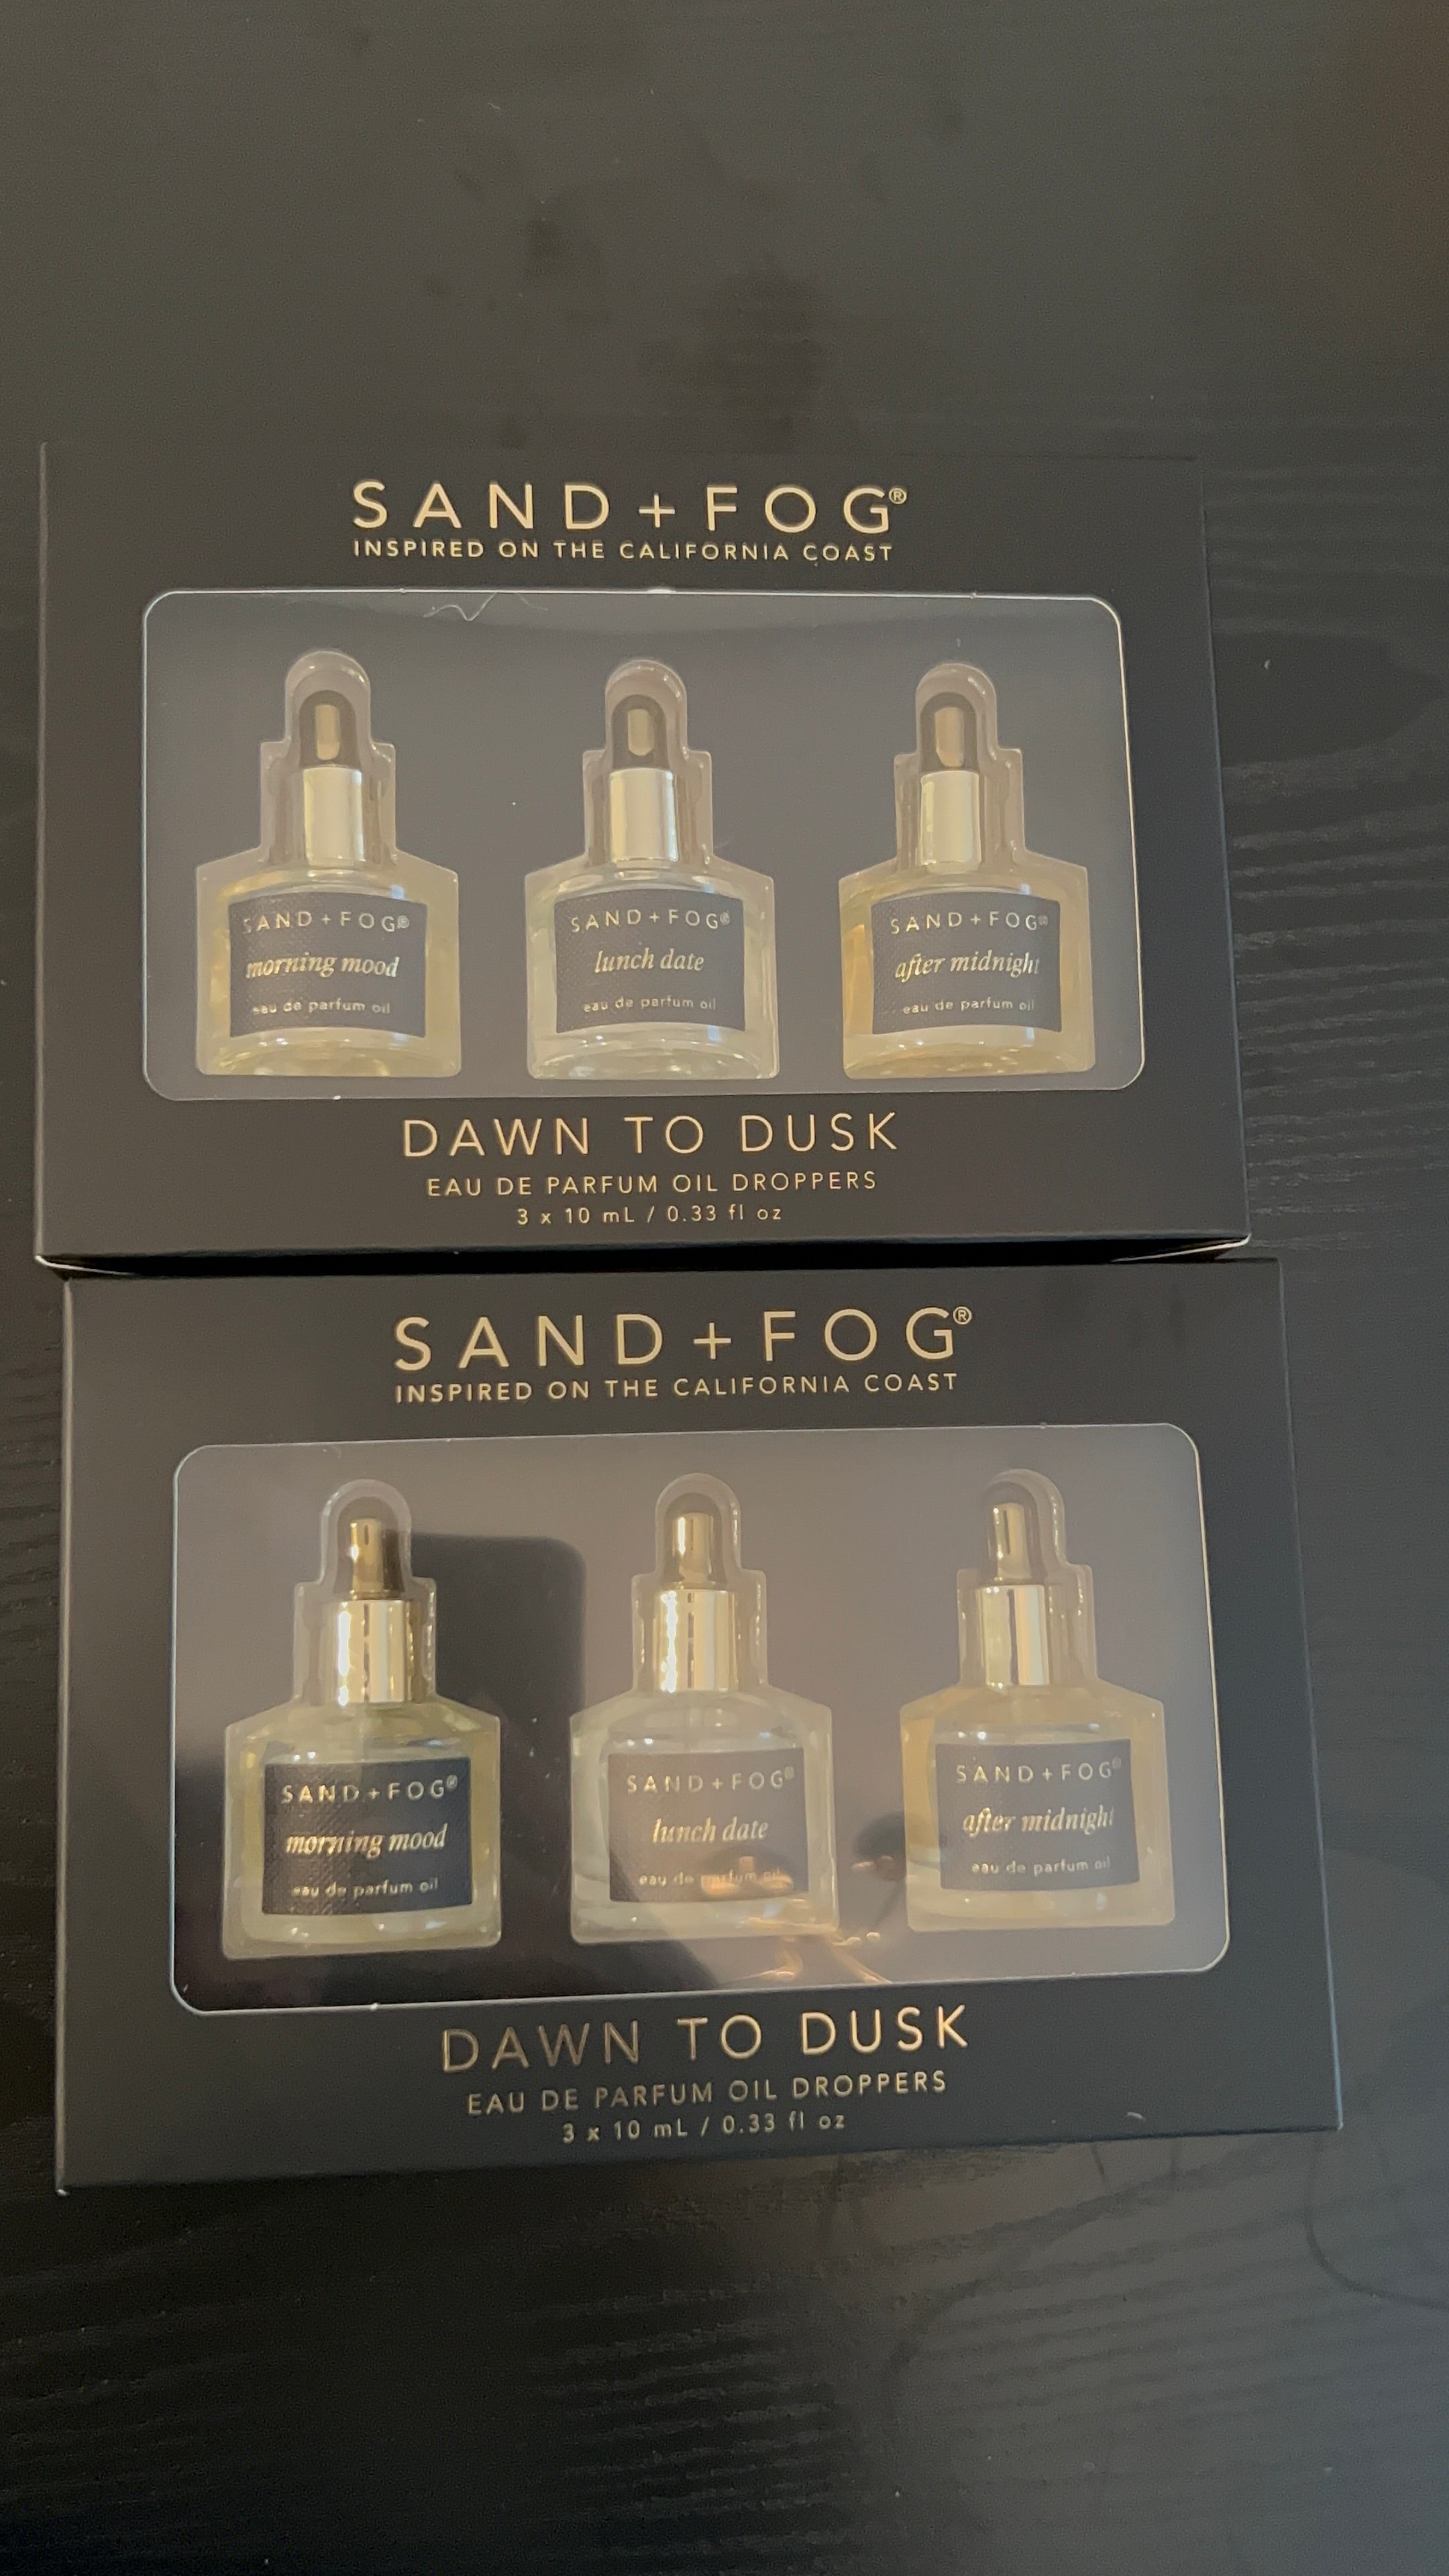 SAND + FOG®
INSPIRED ON THE CALIFORNIA COAST
SAND + FOG®
morning mood
eau de parfum oil
SAND + FOG®
lunch date
eau de parfum oil
SAND + FOG®
after midnight
eau de parfum oil
DAWN TO DUSK
EAU DE PARFUM OIL DROPPERS
3 x 10 mL / 0.33 fl oz
SAND + FOG®
INSPIRED ON THE CALIFORNIA COAST
SAND + FOG®
morning mood
eau de parfum oil
SAND + FOG®
lunch date
eau de parfum oil
SAND + FOG®
after midnight
eau de parfum oil
DAWN TO DUSK
EAU DE PARFUM OIL DROPPERS
3 x 10 mL / 0.33 fl oz